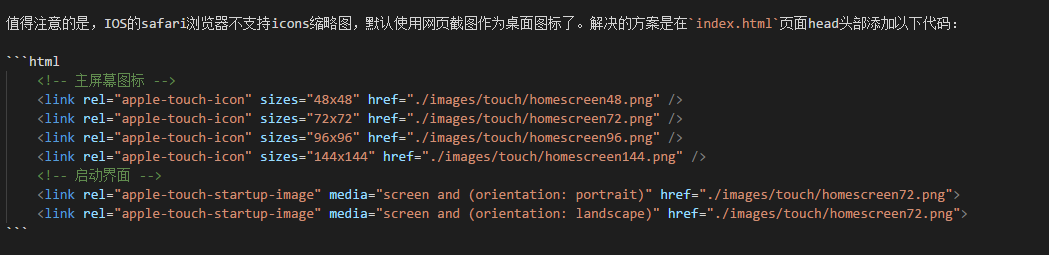 值得注意的是，IOS的safari浏览器不支持icons缩略图，默认使用网页截图作为桌面图标了。解决的方案是在`index.html`页面head头部添加以下代码：
```html
<!-- 主屏幕图标 -->
<link rel="apple-touch-icon" sizes="48x48" href="./images/touch/homescreen48.png" />
<link rel="apple-touch-icon" sizes="72x72" href="./images/touch/homescreen72.png" />
<link rel="apple-touch-icon" sizes="96x96" href="./images/touch/homescreen96.png" />
<link rel="apple-touch-icon" sizes="144x144" href="./images/touch/homescreen144.png" />
<!-- 启动界面 -->
<link rel="apple-touch-startup-image" media="screen and (orientation: portrait)" href="./images/touch/homescreen72.png">
<link rel="apple-touch-startup-image" media="screen and (orientation: landscape)" href="./images/touch/homescreen72.png">
```